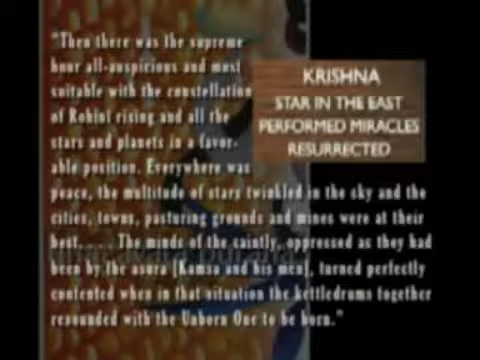 "Then there was the supreme
hour all-auspicious and most
suitable with the constellation
of Rohini rising and all the
stars and planets in a favor-
able position. Everywhere was
peace, the multitude of stars twinkled in the sky and the
cities, towns, pasturing grounds and mines were at their
best..... The minds of the saintly, oppressed as they had
been by the asura [Kamsa and his men], turned perfectly
contented when in that situation the kettledrums together
resounded with the Unborn One to be born."
KRISHNA
STAR IN THE EAST
PERFORMED MIRACLES
RESURRECTED